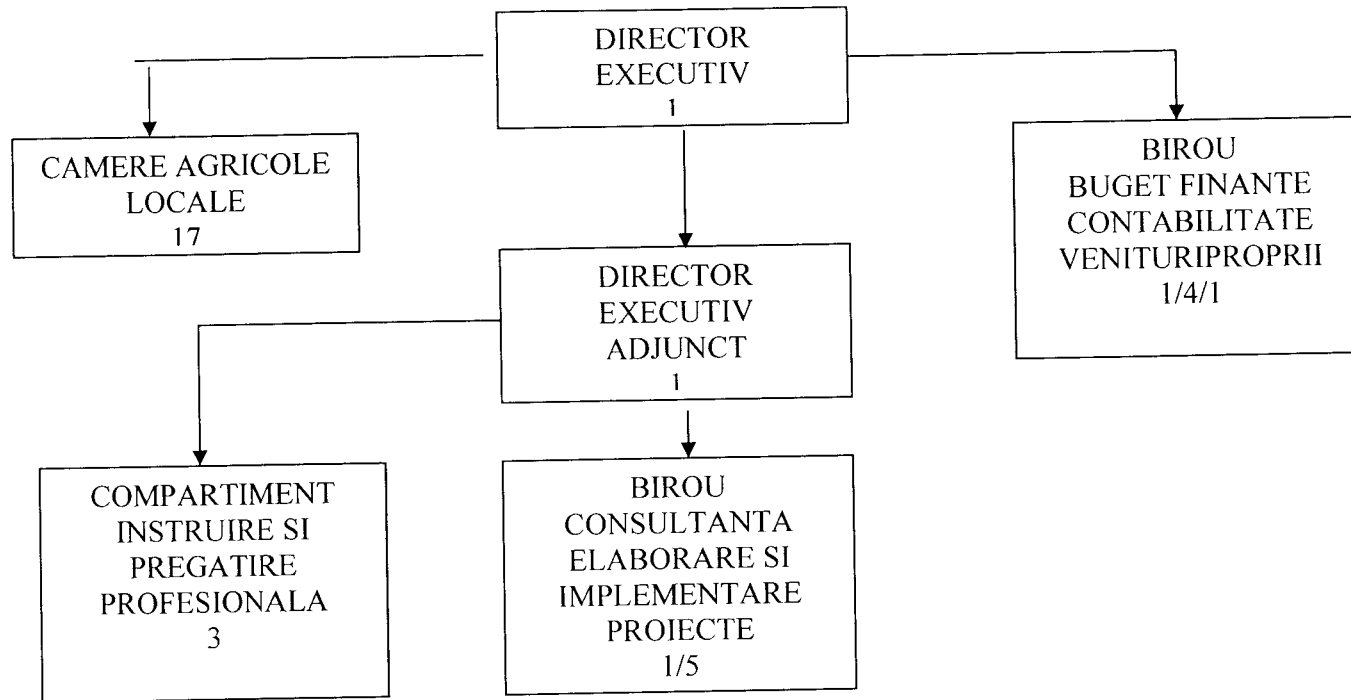 DIRECTOR
EXECUTIV
1
CAMERE AGRICOLE
LOCALE
17
BIROU
BUGET FINANTE
CONTABILITATE
VENITURIPROPRII
1/4/1
DIRECTOR
EXECUTIV
ADJUNCT
1
COMPARTIMENT
INSTRUIRE SI
PREGATIRE
PROFESIONALA
3
BIROU
CONSULTANTA
ELABORARE SI
IMPLEMENTARE
PROIECTE
1/5